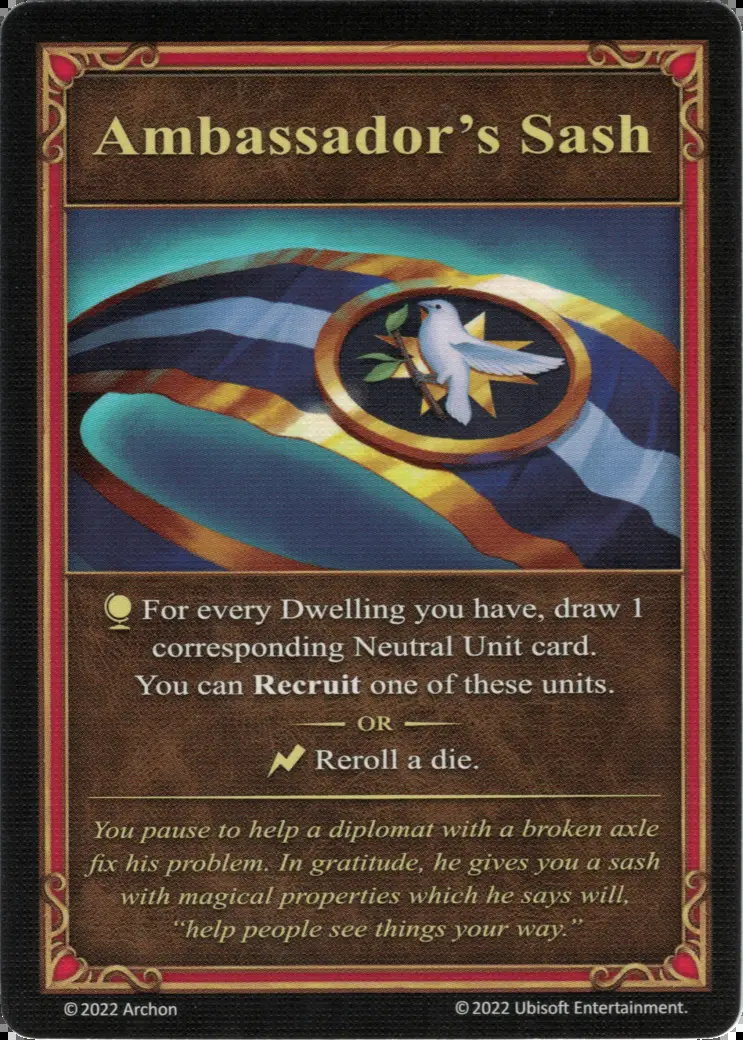 Ambassador’s Sash
For every Dwelling you have, draw 1
corresponding Neutral Unit card.
You can Recruit one of these units.
OR
Reroll a die.
You pause to help a diplomat with a broken axle
fix his problem. In gratitude, he gives you a sash
with magical properties which he says will,
“help people see things your way.”
© 2022 Archon
© 2022 Ubisoft Entertainment.